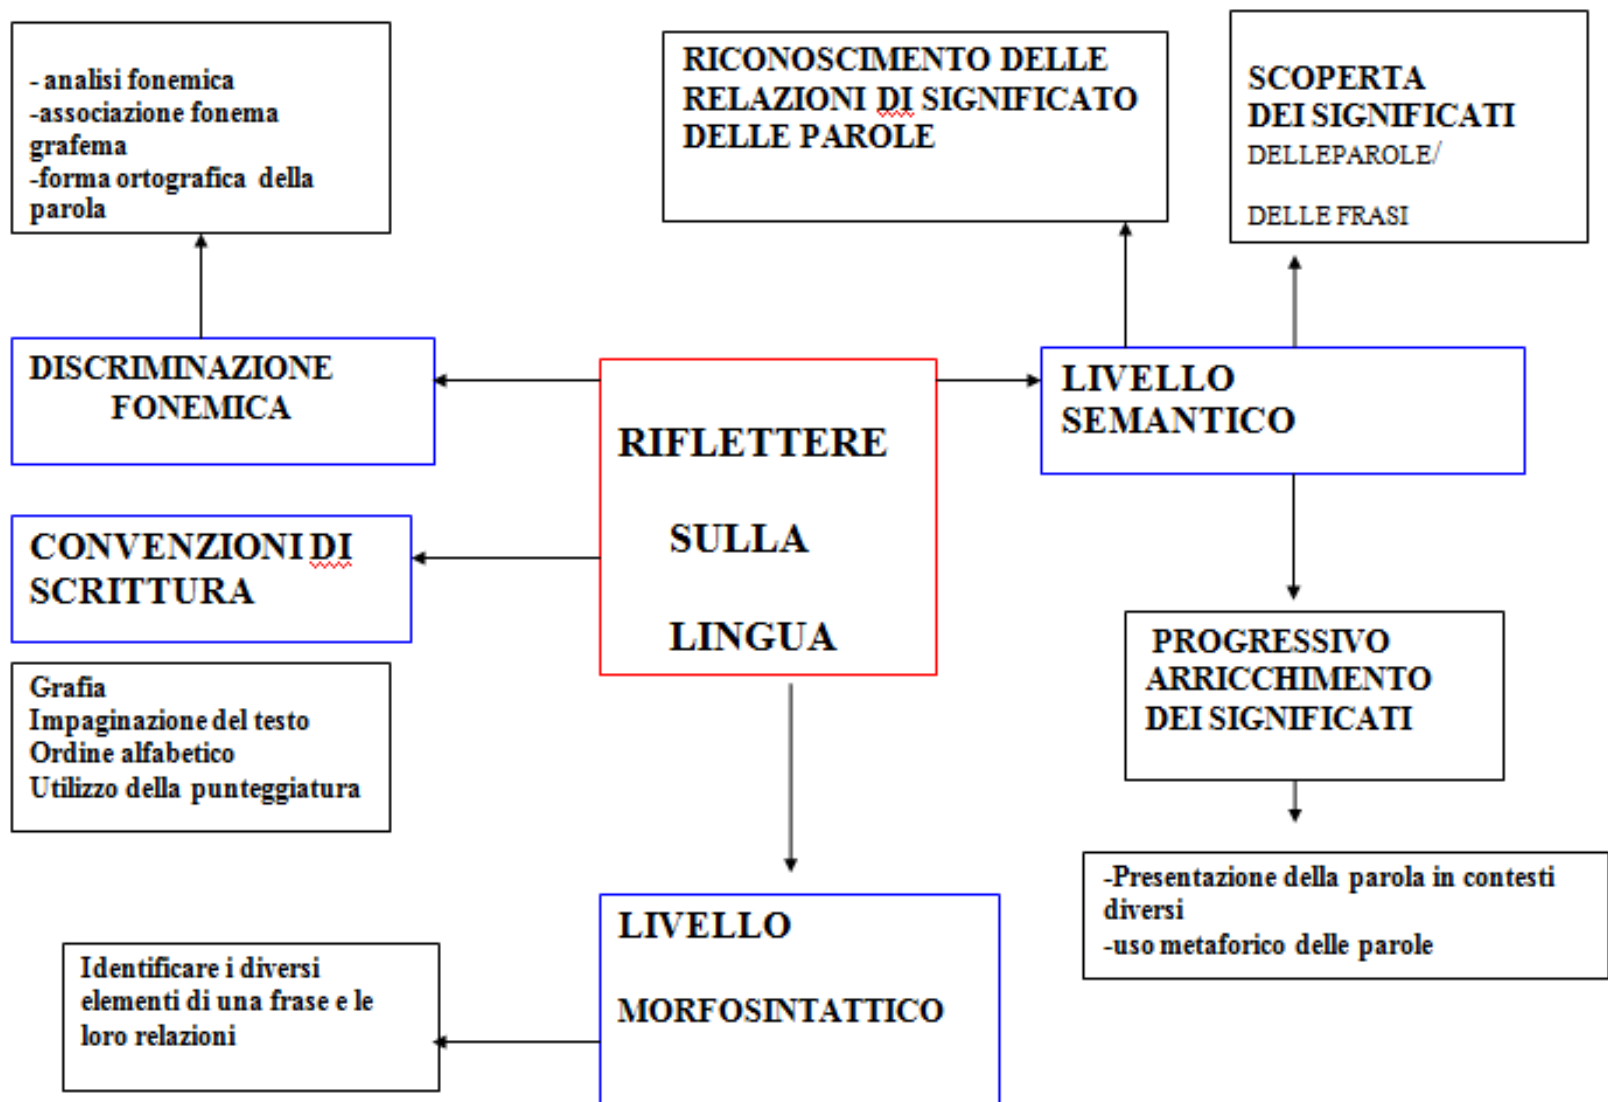 - analisi fonemica
-associazione fonema
grafema
-forma ortografica della
parola
RICONOSCIMENTO DELLE
RELAZIONI DI SIGNIFICATO
DELLE PAROLE
SCOPERTA
DEI SIGNIFICATI
DELLEPAROLE/
DELLE FRASI
DISCRIMINAZIONE
FONEMICA
RIFLETTERE
SULLA
LINGUA
LIVELLO
SEMANTICO
CONVENZIONI DI
SCRITTURA
Grafia
Impaginazione del testo
Ordine alfabetico
Utilizzo della punteggiatura
PROGRESSIVO
ARRICCHIMENTO
DEI SIGNIFICATI
-Presentazione della parola in contesti
diversi
-uso metaforico delle parole
LIVELLO
MORFOSINTATTICO
Identificare i diversi
elementi di una frase e le
loro relazioni